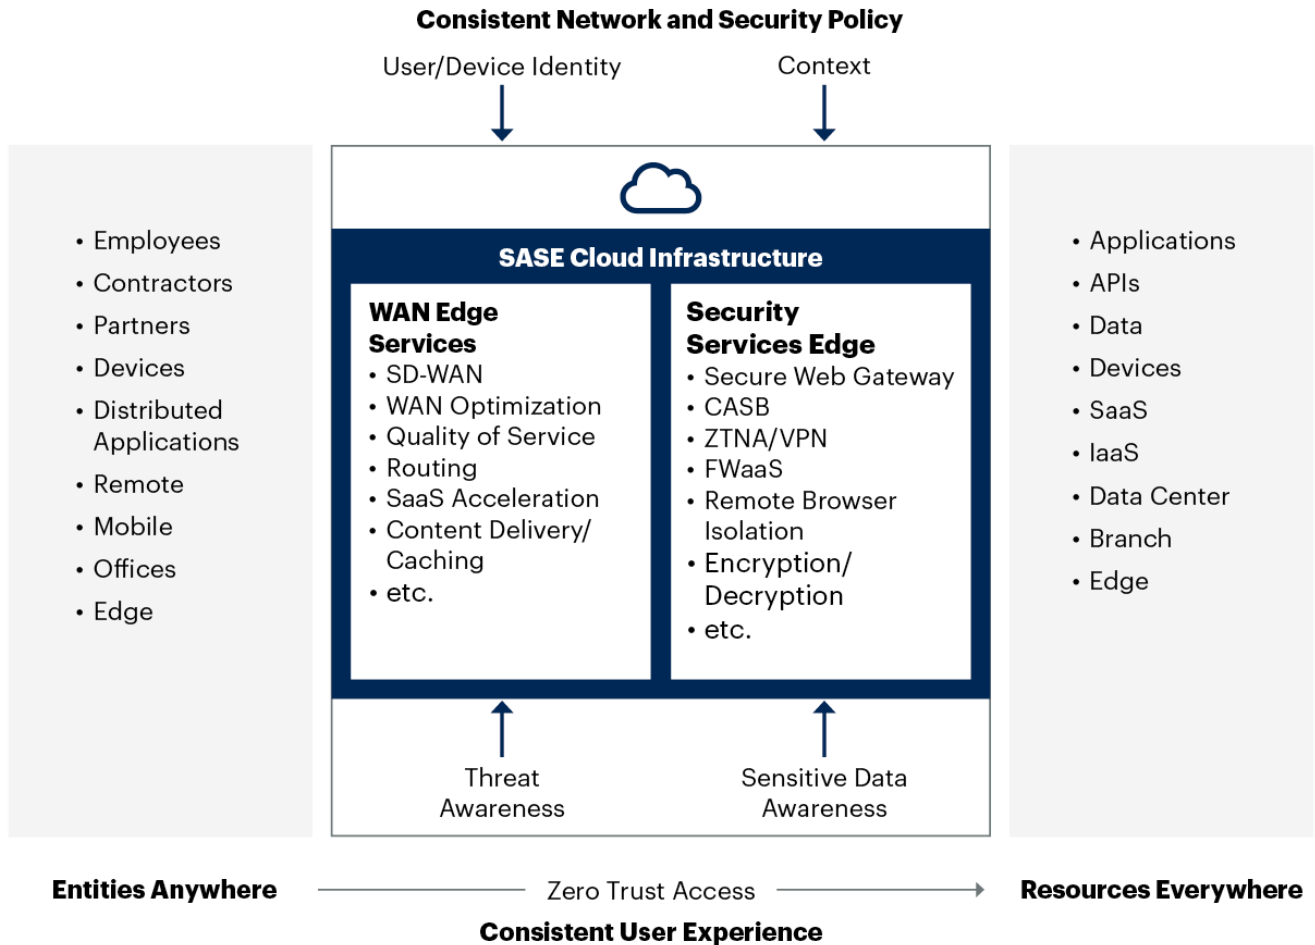 Consistent Network and Security Policy
User/Device Identity
Context
• Employees
• Contractors
• Partners
• Devices
• Distributed
Applications
• Remote
• Mobile
• Offices
• Edge
SASE Cloud Infrastructure
WAN Edge
Services
• SD-WAN
• WAN Optimization
• Quality of Service
• Routing
• SaaS Acceleration
• Content Delivery/
Caching
• etc.
Security
Services Edge
• Secure Web Gateway
• CASB
• ZTNA/VPN
• FWaaS
• Remote Browser
Isolation
• Encryption/
Decryption
• etc.
Threat
Awareness
Sensitive Data
Awareness
• Applications
• APIs
• Data
• Devices
• SaaS
• IaaS
• Data Center
• Branch
• Edge
Entities Anywhere
Zero Trust Access
Resources Everywhere
Consistent User Experience